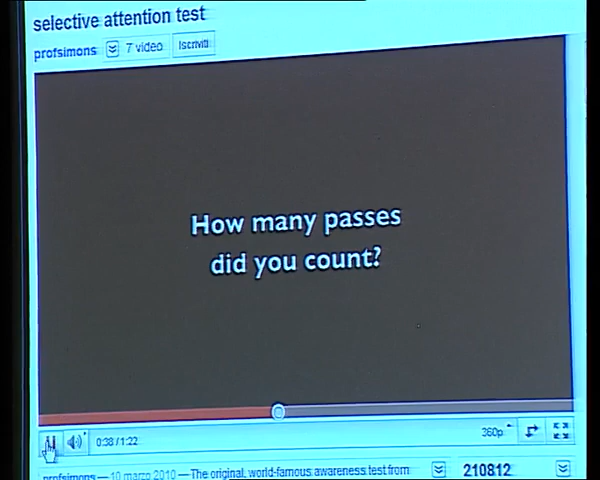 selective attention test
profsimons 7 video Iscriviti
How many passes
did you count?
0:38 / 1:22 360p
profsimons — 10 marzo 2010 — The original, world-famous awareness test from
210812